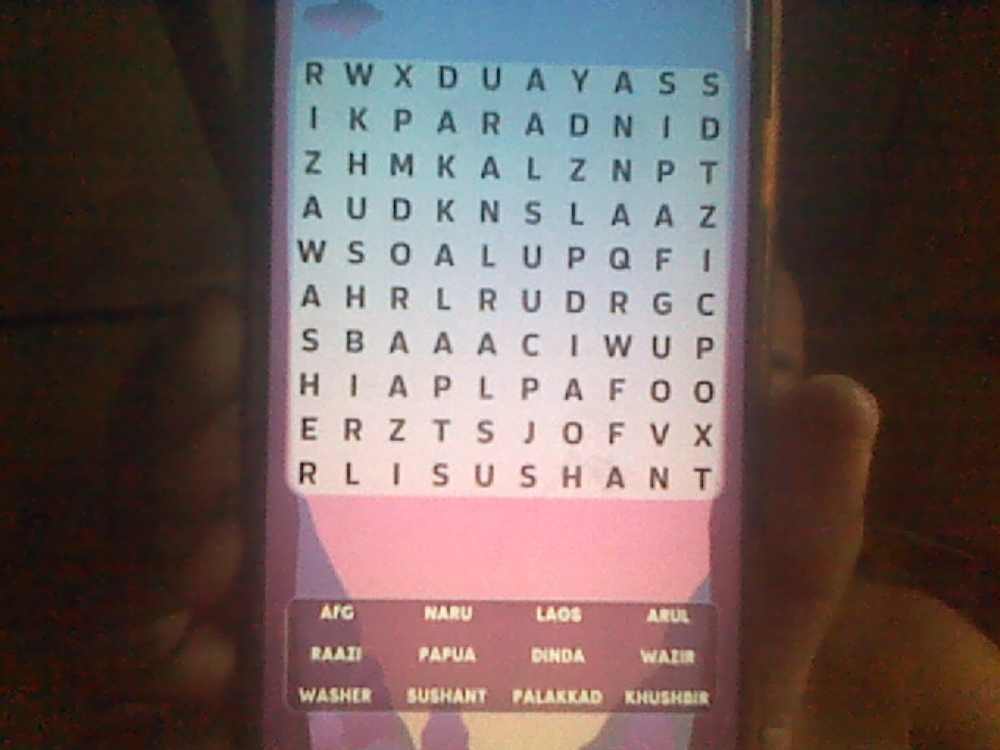 R W X D U A Y A S S
I K P A R A D N I D
Z H M K A L Z N P T
A U D K N S L A A Z
W S O A L U P Q F I
A H R L R U D R G C
S B A A A C I W U P
H I A P L P A F O O
E R Z T S J O F V X
R L I S U S H A N T
AFG NARU LAOS ARUL
RAAZI PAPUA DINDA WAZIR
WASHER SUSHANT PALAKKAD KHUSHBIR